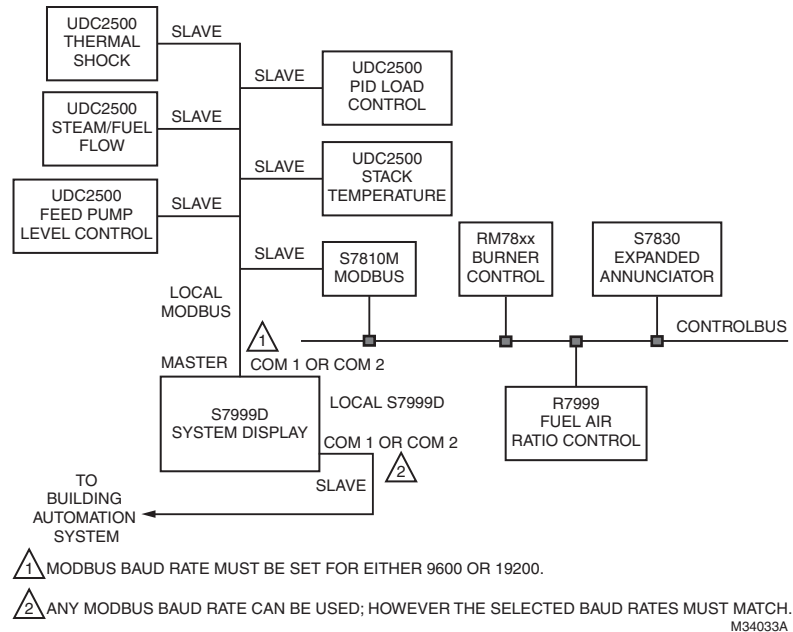 UDC2500
THERMAL
SHOCK
SLAVE
SLAVE
UDC2500
PID LOAD
CONTROL
UDC2500
STEAM/FUEL
FLOW
SLAVE
SLAVE
UDC2500
STACK
TEMPERATURE
UDC2500
FEED PUMP
LEVEL CONTROL
SLAVE
SLAVE
S7810M
MODBUS
RM78xx
BURNER
CONTROL
S7830
EXPANDED
ANNUNCIATOR
LOCAL
MODBUS
CONTROLBUS
1
MASTER
COM 1 OR COM 2
S7999D
SYSTEM DISPLAY
LOCAL S7999D
R7999
FUEL AIR
RATIO CONTROL
COM 1 OR COM 2
2
SLAVE
TO
BUILDING
AUTOMATION
SYSTEM
1 MODBUS BAUD RATE MUST BE SET FOR EITHER 9600 OR 19200.
2 ANY MODBUS BAUD RATE CAN BE USED; HOWEVER THE SELECTED BAUD RATES MUST MATCH.
M34033A